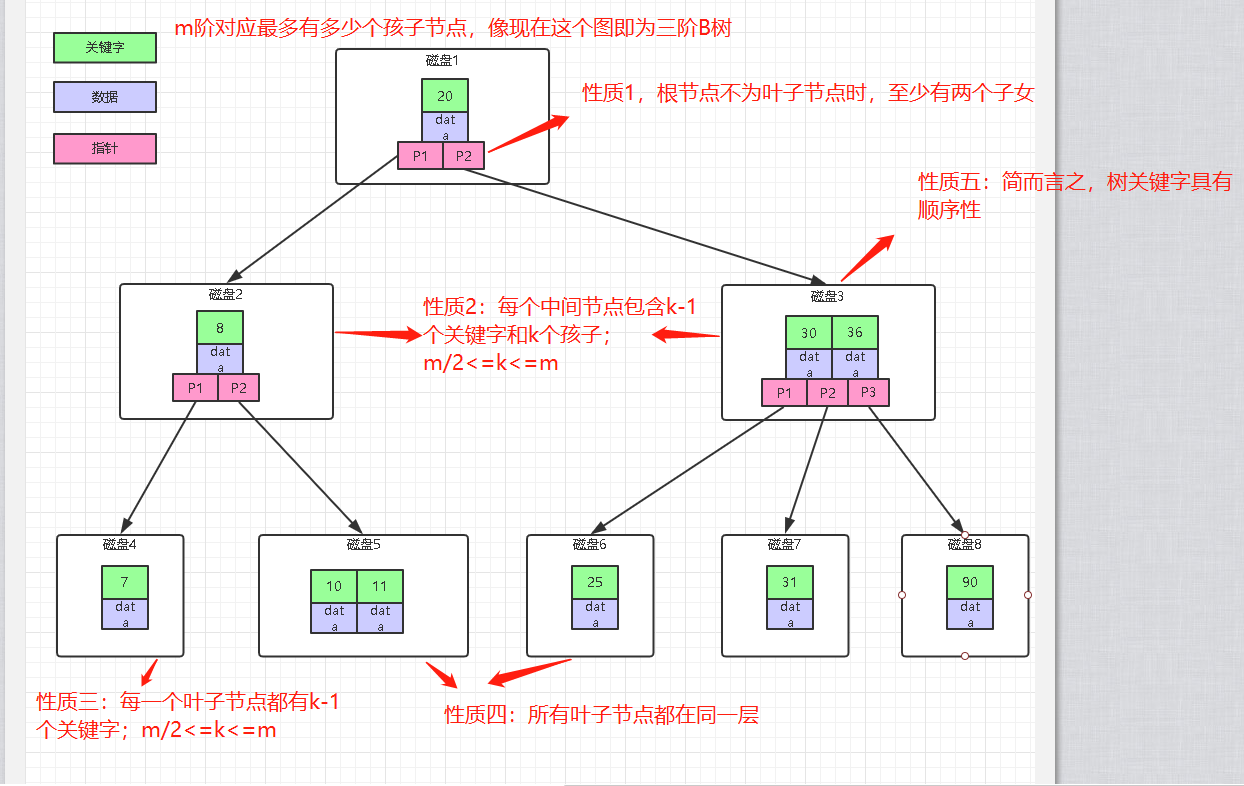 m阶对应最多有多少个孩子节点，像现在这个图即为三阶B树
关键字
数据
指针
磁盘1
20
dat
a
P1 P2
性质1，根节点不为叶子节点时，至少有两个子女
性质五：简而言之，树关键字具有
顺序性
磁盘2
8
dat
a
P1 P2
性质2：每个中间节点包含k-1
个关键字和k个孩子；
m/2<=k<=m
磁盘3
30 36
dat dat
a a
P1 P2 P3
磁盘4
7
dat
a
磁盘5
10 11
dat dat
a a
磁盘6
25
dat
a
磁盘7
31
dat
a
磁盘8
90
dat
a
性质三：每一个叶子节点都有k-1
个关键字；m/2<=k<=m
性质四：所有叶子节点都在同一层